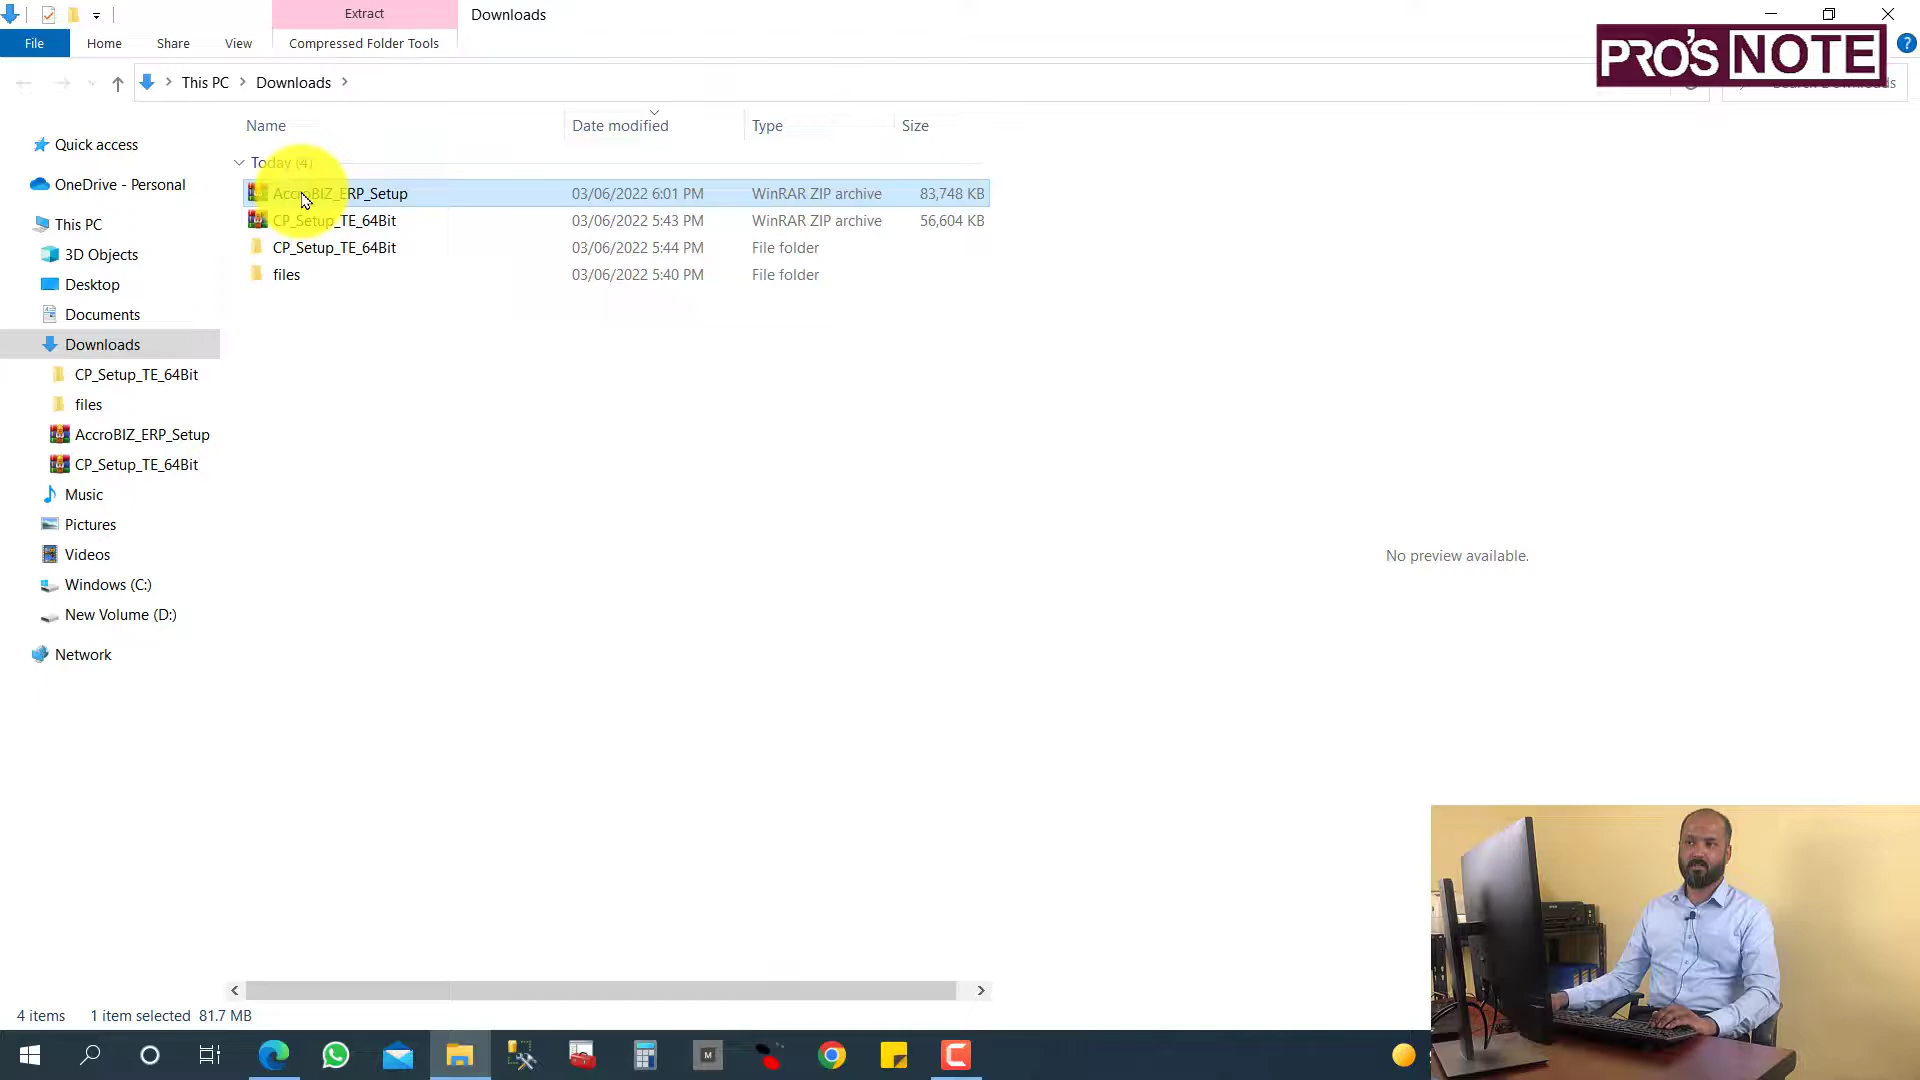 Extract
Downloads
File
Home
Share
View
Compressed Folder Tools
PRO'S NOTE
This PC
Downloads
Downloads
Name
Date modified
Type
Size
Quick access
Today (4)
OneDrive - Personal
AccroBIZ_ERP_Setup
03/06/2022 6:01 PM
WinRAR ZIP archive
83,748 KB
CP_Setup_TE_64Bit
03/06/2022 5:43 PM
WinRAR ZIP archive
56,604 KB
CP_Setup_TE_64Bit
03/06/2022 5:44 PM
File folder
files
03/06/2022 5:40 PM
File folder
This PC
3D Objects
Desktop
Documents
Downloads
CP_Setup_TE_64Bit
files
AccroBIZ_ERP_Setup
CP_Setup_TE_64Bit
Music
Pictures
Videos
Windows (C:)
New Volume (D:)
Network
No preview available.
4 items
1 item selected 81.7 MB
M